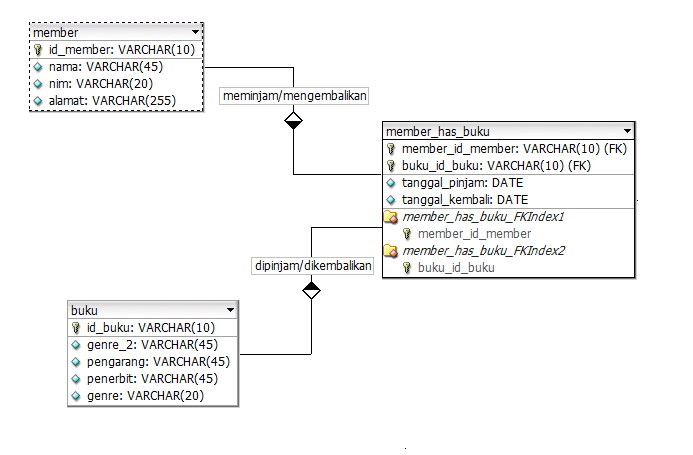 member
id_member: VARCHAR(10)
nama: VARCHAR(45)
nim: VARCHAR(20)
alamat: VARCHAR(255)
meminjam/mengembalikan
member_has_buku
member_id_member: VARCHAR(10) (FK)
buku_id_buku: VARCHAR(10) (FK)
tanggal_pinjam: DATE
tanggal_kembali: DATE
member_has_buku_FKIndex1
member_id_member
member_has_buku_FKIndex2
buku_id_buku
dipinjam/dikembalikan
buku
id_buku: VARCHAR(10)
genre_2: VARCHAR(45)
pengarang: VARCHAR(45)
penerbit: VARCHAR(45)
genre: VARCHAR(20)